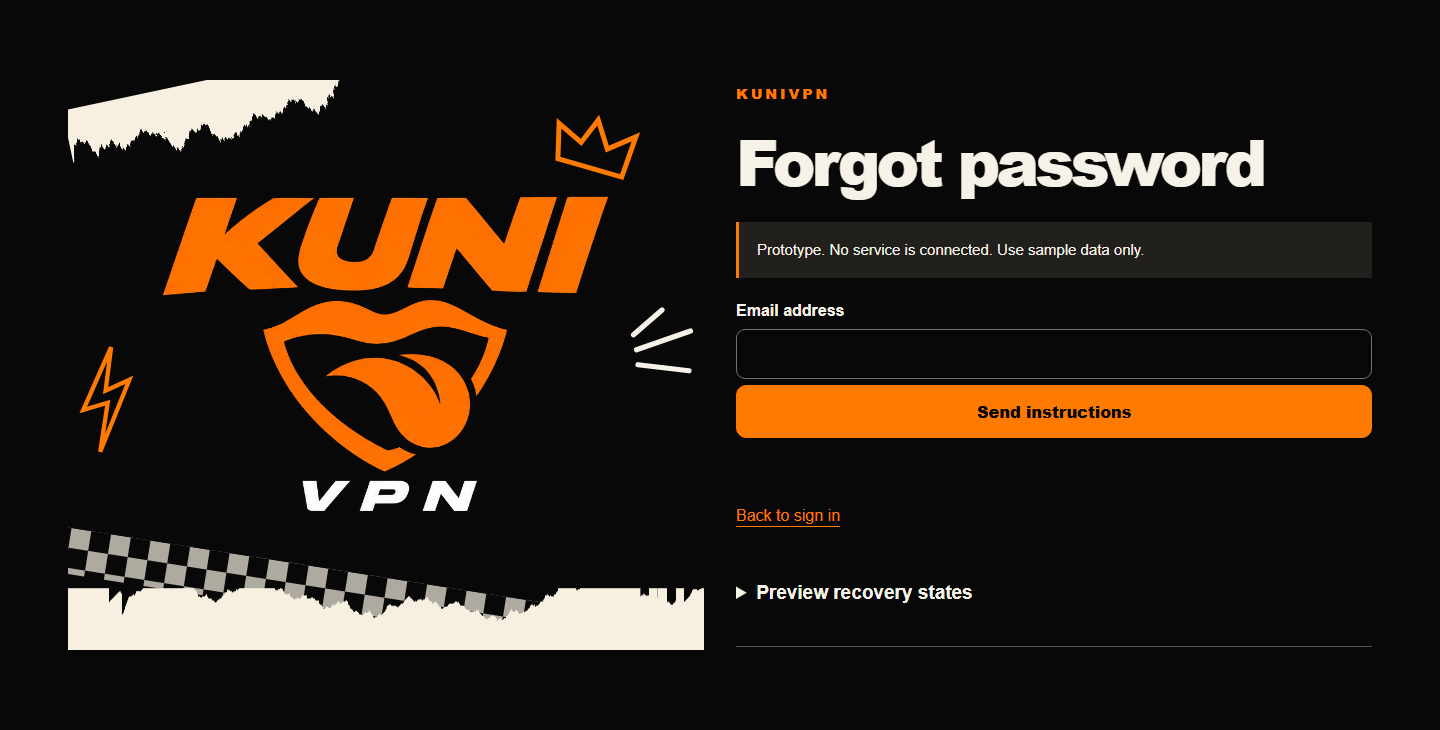 KUNI
VPN
KUNIVPN
Forgot password
Prototype. No service is connected. Use sample data only.
Email address
Send instructions
Back to sign in
Preview recovery states